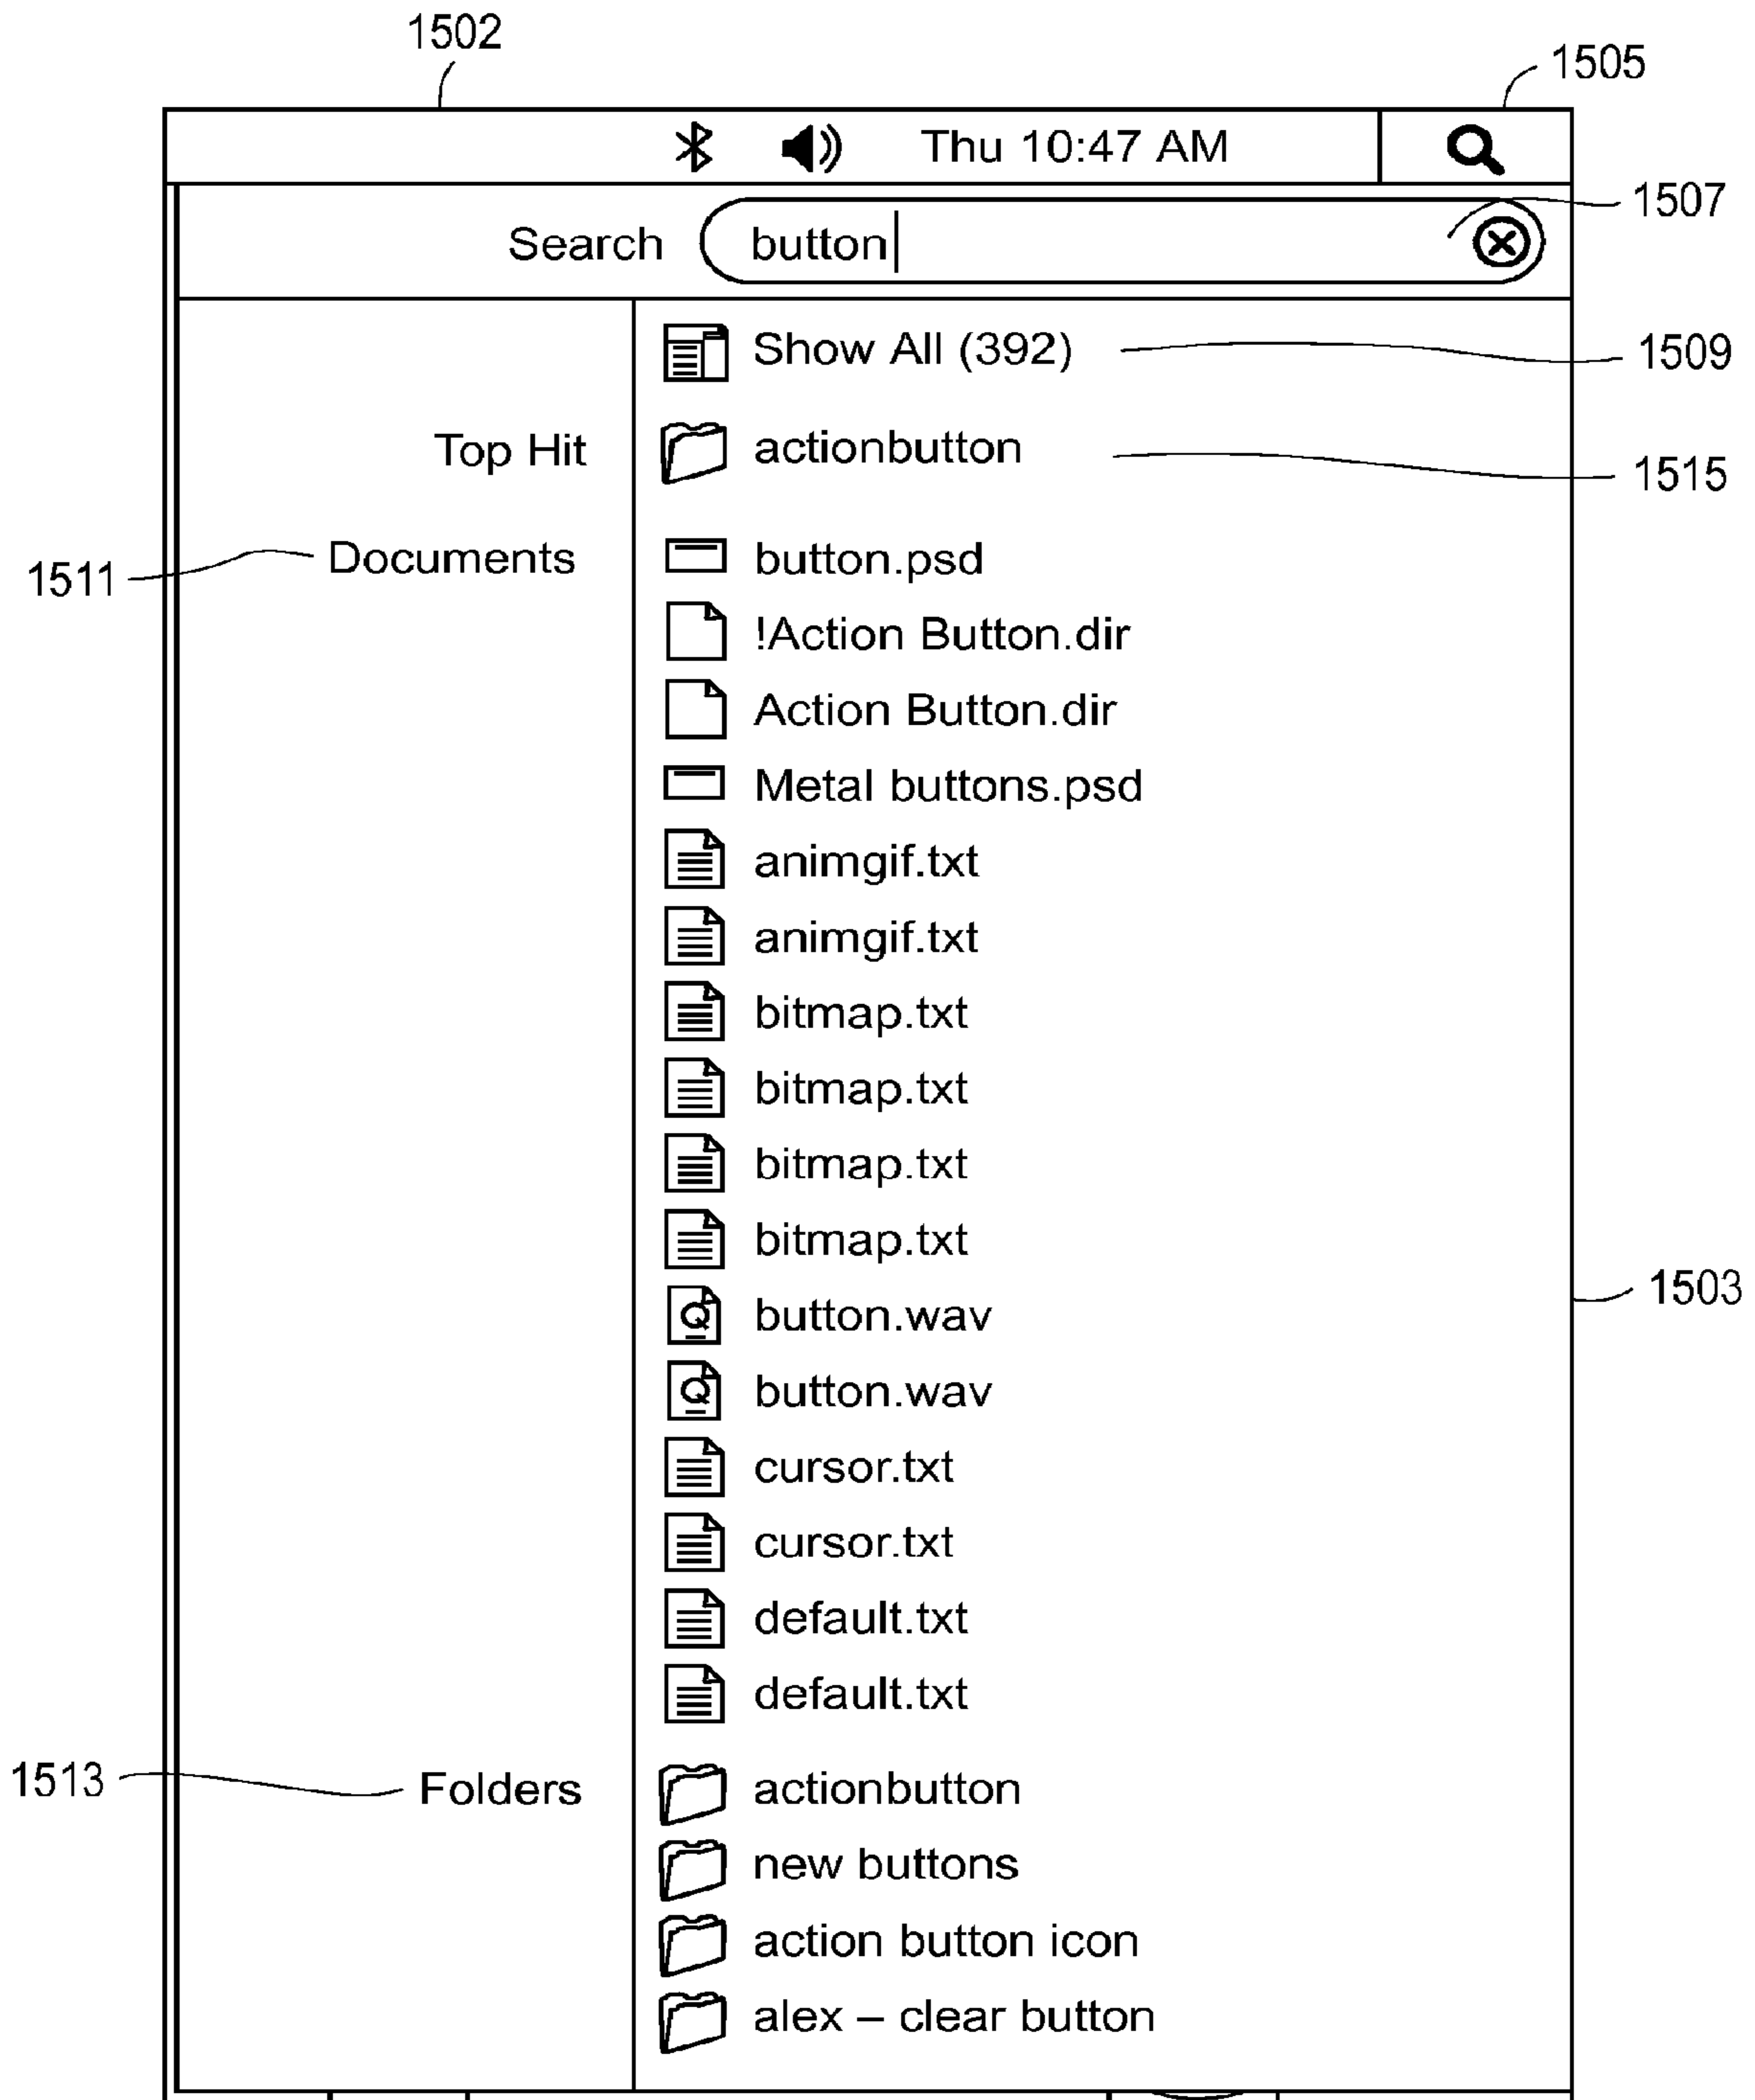 1502
1505
Thu 10:47 AM
1507
Search button
Show All (392)
1509
Top Hit actionbutton
1515
1511
Documents button.psd
!Action Button.dir
Action Button.dir
Metal buttons.psd
animgif.txt
animgif.txt
bitmap.txt
bitmap.txt
bitmap.txt
bitmap.txt
1503
button.wav
button.wav
cursor.txt
cursor.txt
default.txt
default.txt
1513
Folders actionbutton
new buttons
action button icon
alex – clear button